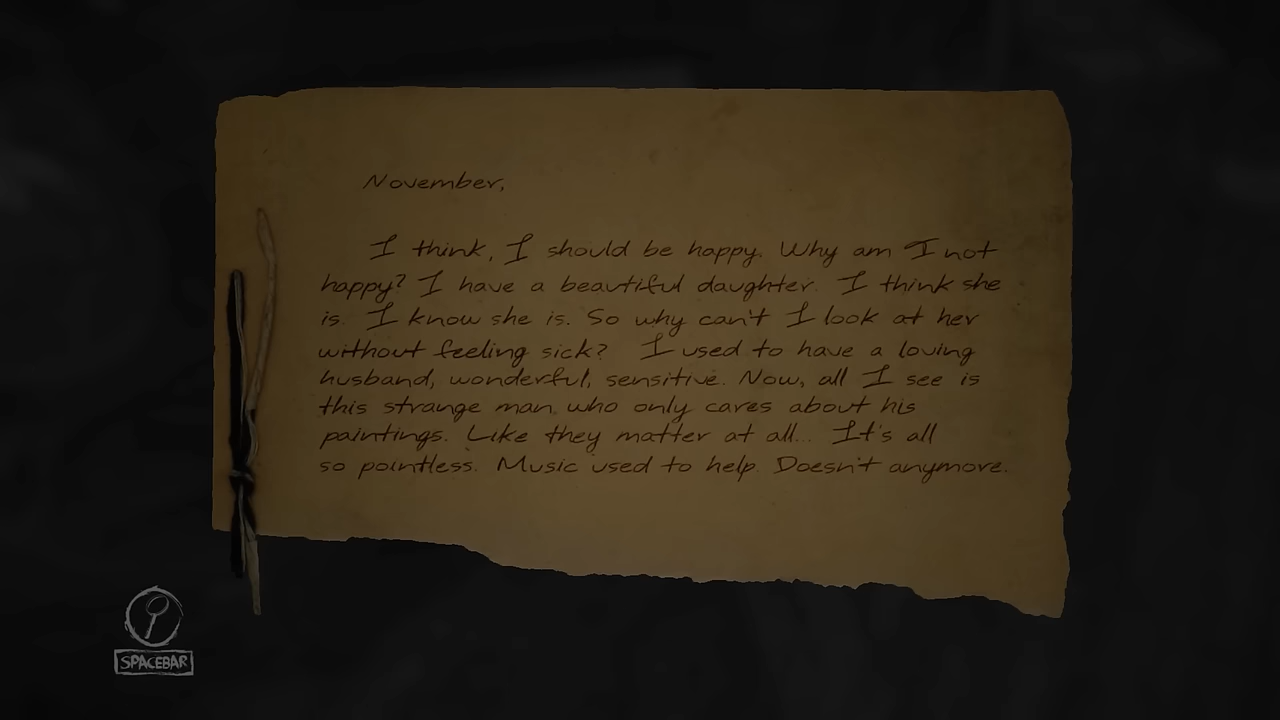 November,
I think, I should be happy. Why am I not
happy? I have a beautiful daughter. I think she
is. I know she is. So why can't I look at her
without feeling sick? I used to have a loving
husband, wonderful, sensitive. Now, all I see is
this strange man, who only cares about his
paintings. Like they matter at all... It's all
so pointless. Music used to help. Doesn't anymore.
SPACEBAR